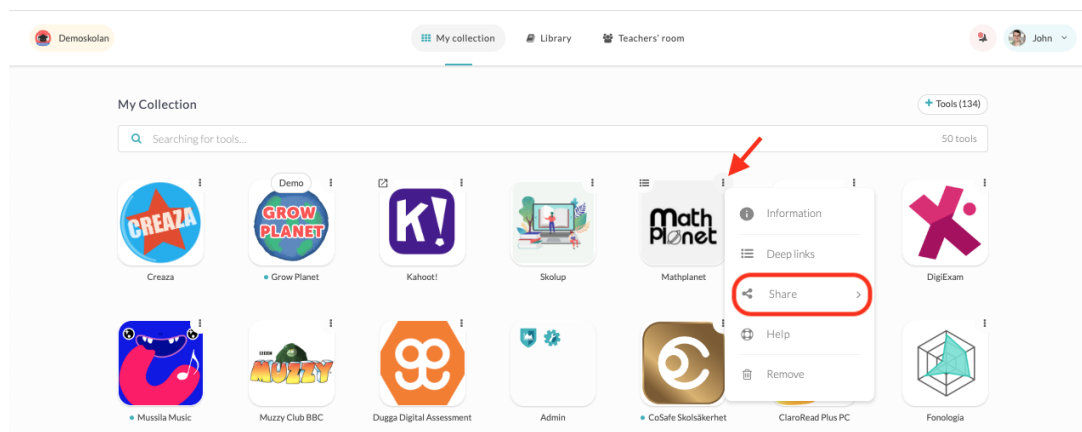 Demoskolan
My collection
Library
Teachers' room
John
My Collection
+ Tools (134)
Searching for tools...
50 tools
Demo
CREAZA
GROW
PLANET
K!
Math
Planet
Information
Deep links
Share
Help
Remove
Creaza
Grow Planet
Kahoot!
Skolup
Mathplanet
DigiExam
BBC
MUZZY
Mussila Music
Muzzy Club BBC
Dugga Digital Assessment
Admin
CoSafe Skolsäkerhet
ClaroRead Plus PC
Fonologia